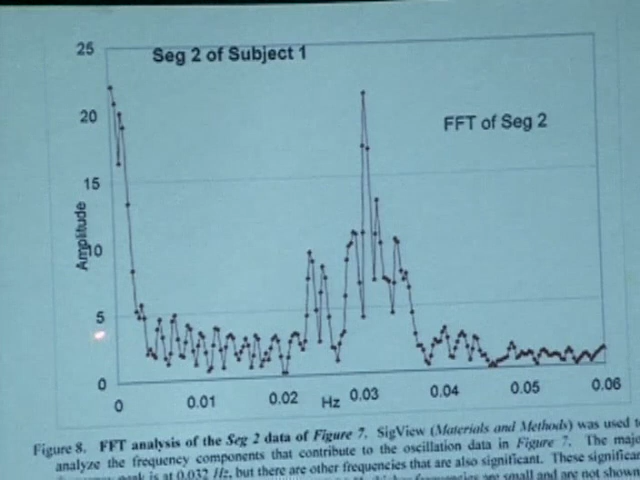 Seg 2 of Subject 1
FFT of Seg 2
25
20
15
10
5
0
Amplitude
0
0.01
0.02
Hz
0.03
0.04
0.05
0.06
Figure 8. FFT analysis of the Seg 2 data of Figure 7. SigView (Materials and Methods) was used to
analyze the frequency components that contribute to the oscillation data in Figure 7. The majo
peak is at 0.032 Hz, but there are other frequencies that are also significant. These significan
are small and are not shown